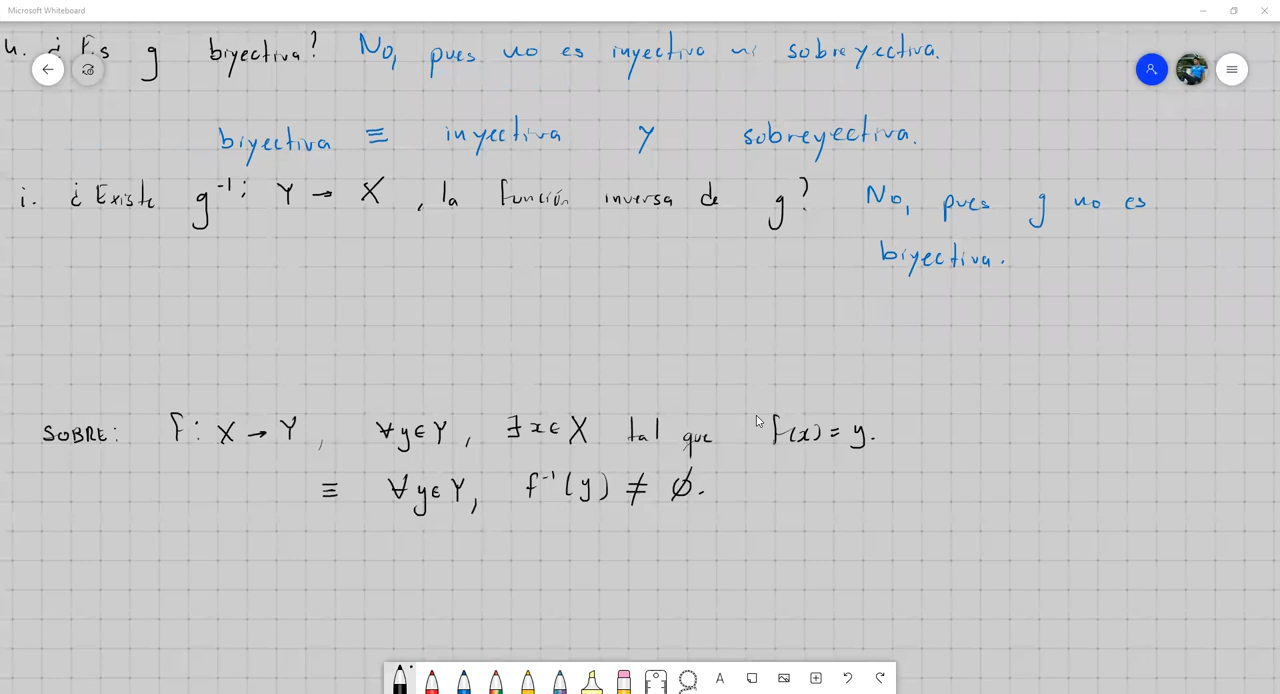 Microsoft Whiteboard
h. ¿Es g biyectiva? No, pues no es inyectiva ni sobreyectiva.
biyectiva ≡ inyectiva y sobreyectiva.
i. ¿Existe g⁻¹: Y → X, la función inversa de g? No, pues g no es
biyectiva.
SOBRE: f: X → Y, ∀y∈Y, ∃x∈X tal que f(x) = y.
≡ ∀y∈Y, f⁻¹(y) ≠ ∅.
A